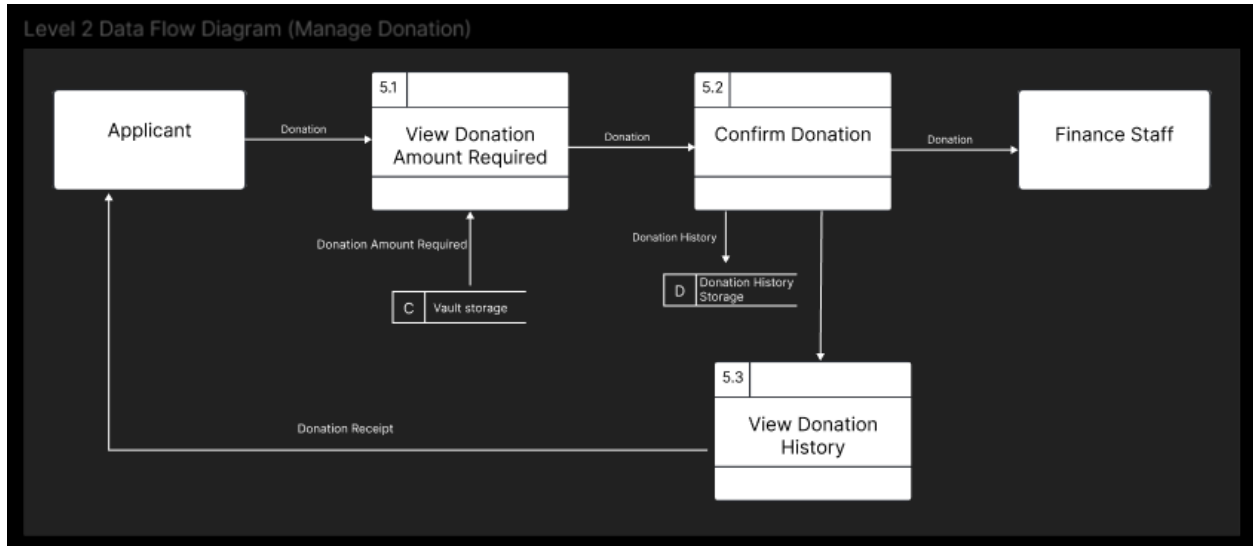 Level 2 Data Flow Diagram (Manage Donation)
5.1
5.2
Applicant
Donation
View Donation
Amount Required
Donation
Confirm Donation
Donation
Finance Staff
Donation Amount Required
Donation History
C
Vault storage
D
Donation History
Storage
5.3
View Donation
History
Donation Receipt